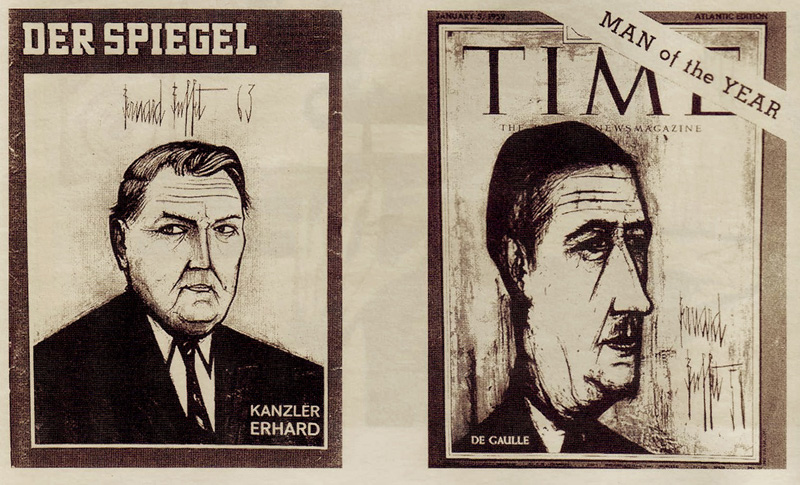 DER SPIEGEL
Bernard Buffet 63
KANZLER
ERHARD
JANUARY 5, 1959
ATLANTIC EDITION
MAN of the YEAR
TIME
THE NEWSMAGAZINE
Bernard
Buffet
DE GAULLE